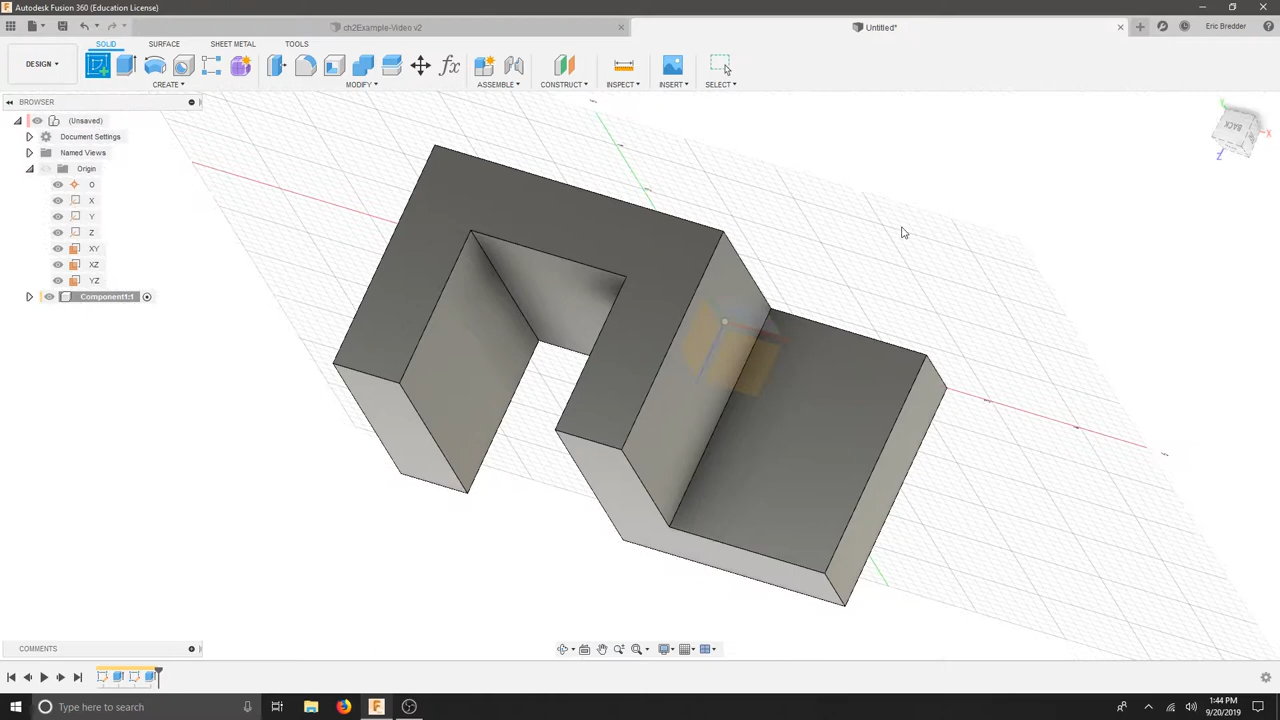 Autodesk Fusion 360 (Education License)
ch2Example-Video v2
Untitled*
Eric Bredder
DESIGN
SOLID
SURFACE
SHEET METAL
TOOLS
CREATE
MODIFY
ASSEMBLE
CONSTRUCT
INSPECT
INSERT
SELECT
BROWSER
(Unsaved)
Document Settings
Named Views
Origin
O
X
Y
Z
XY
XZ
YZ
Component1:1
BACK
X
Y
Z
COMMENTS
Type here to search
1:44 PM
9/20/2019